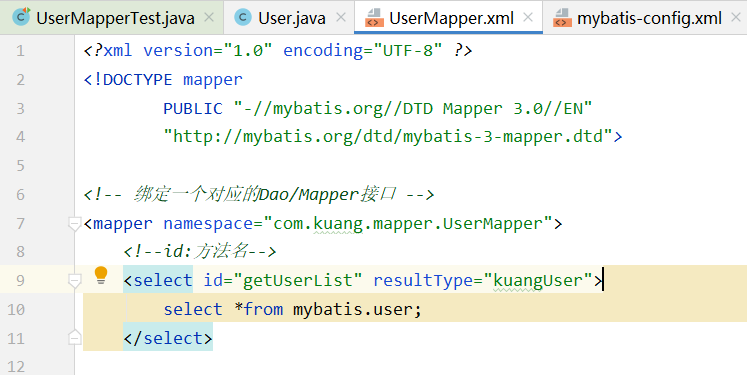 UserMapperTest.java × User.java × UserMapper.xml × mybatis-config.xml ×
1 <?xml version="1.0" encoding="UTF-8" ?>
2 <!DOCTYPE mapper
3 PUBLIC "-//mybatis.org//DTD Mapper 3.0//EN"
4 "http://mybatis.org/dtd/mybatis-3-mapper.dtd">
5
6 <!-- 绑定一个对应的Dao/Mapper接口 -->
7 <mapper namespace="com.kuang.mapper.UserMapper">
8 <!--id:方法名-->
9 <select id="getUserList" resultType="kuangUser">
10 select *from mybatis.user;
11 </select>
12